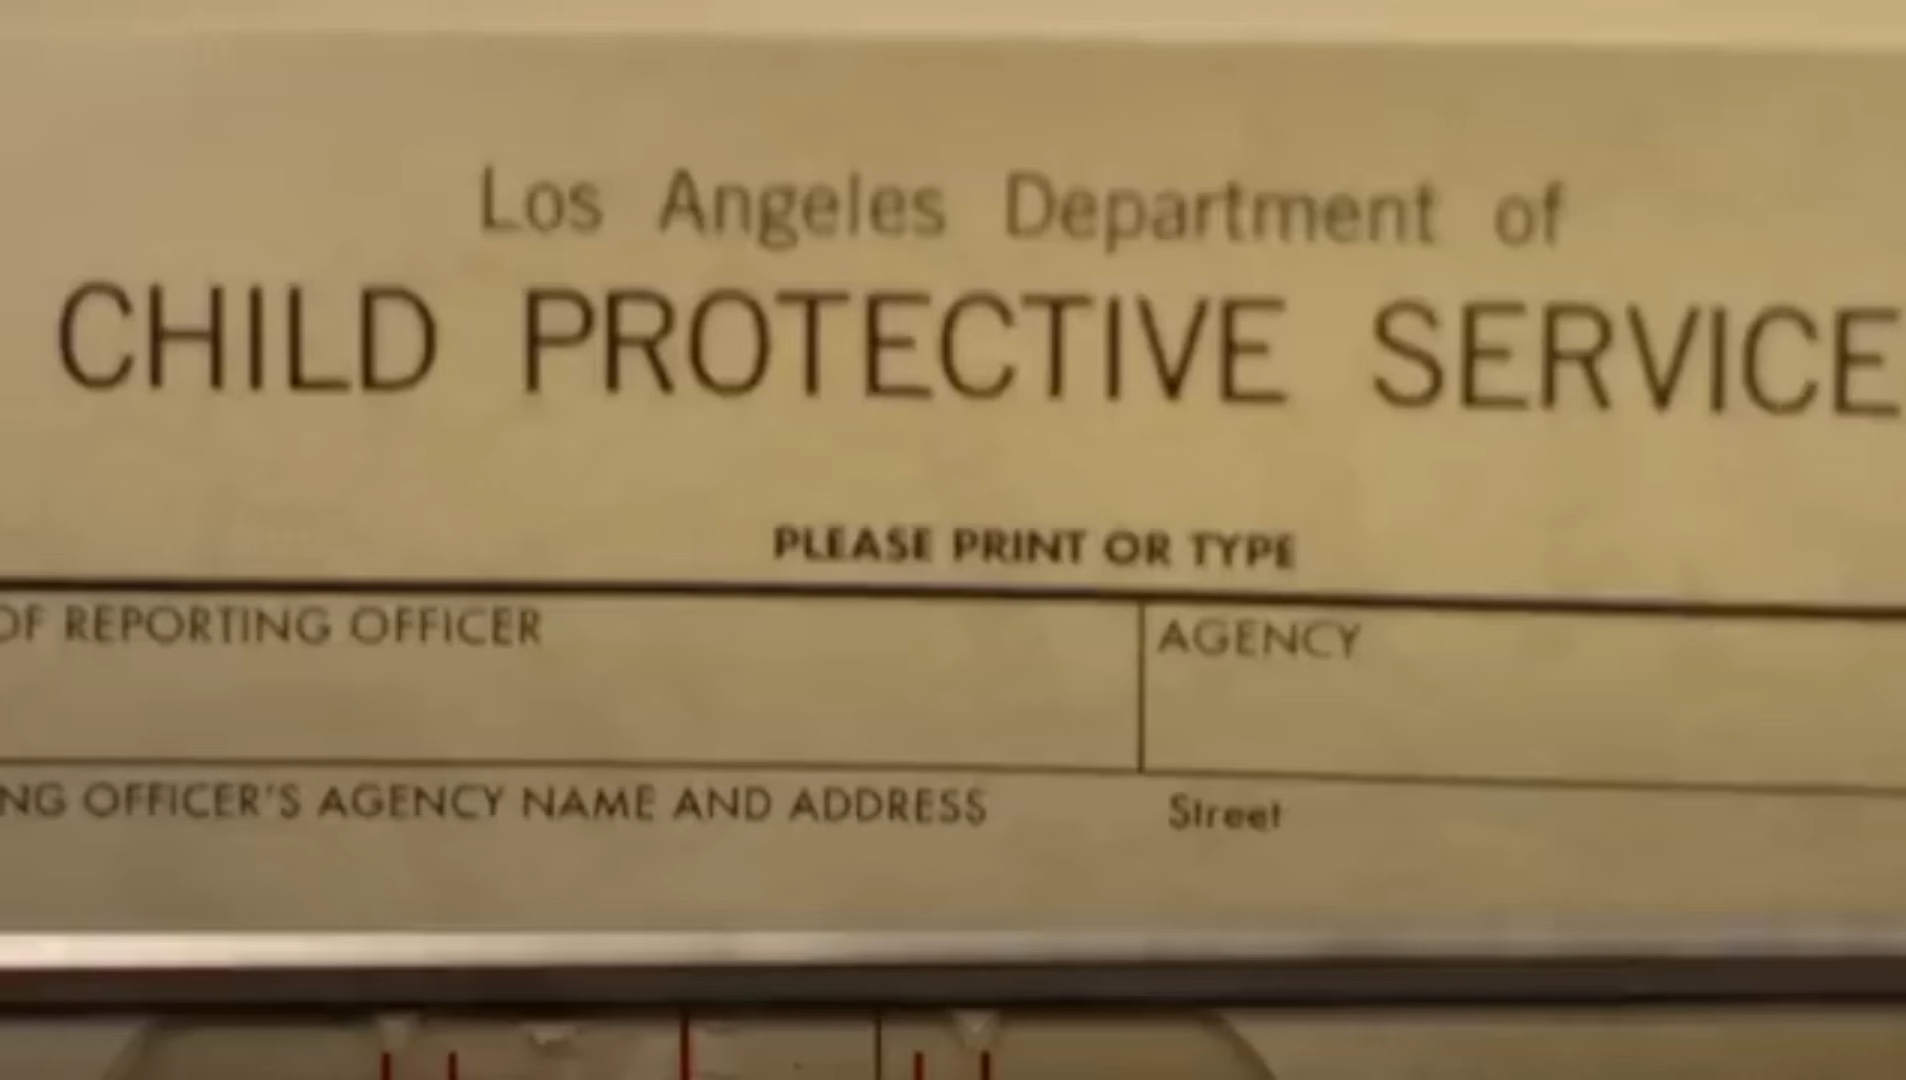 Los Angeles Department of
CHILD PROTECTIVE SERVICE
PLEASE PRINT OR TYPE
OF REPORTING OFFICER
AGENCY
NG OFFICER'S AGENCY NAME AND ADDRESS
Street